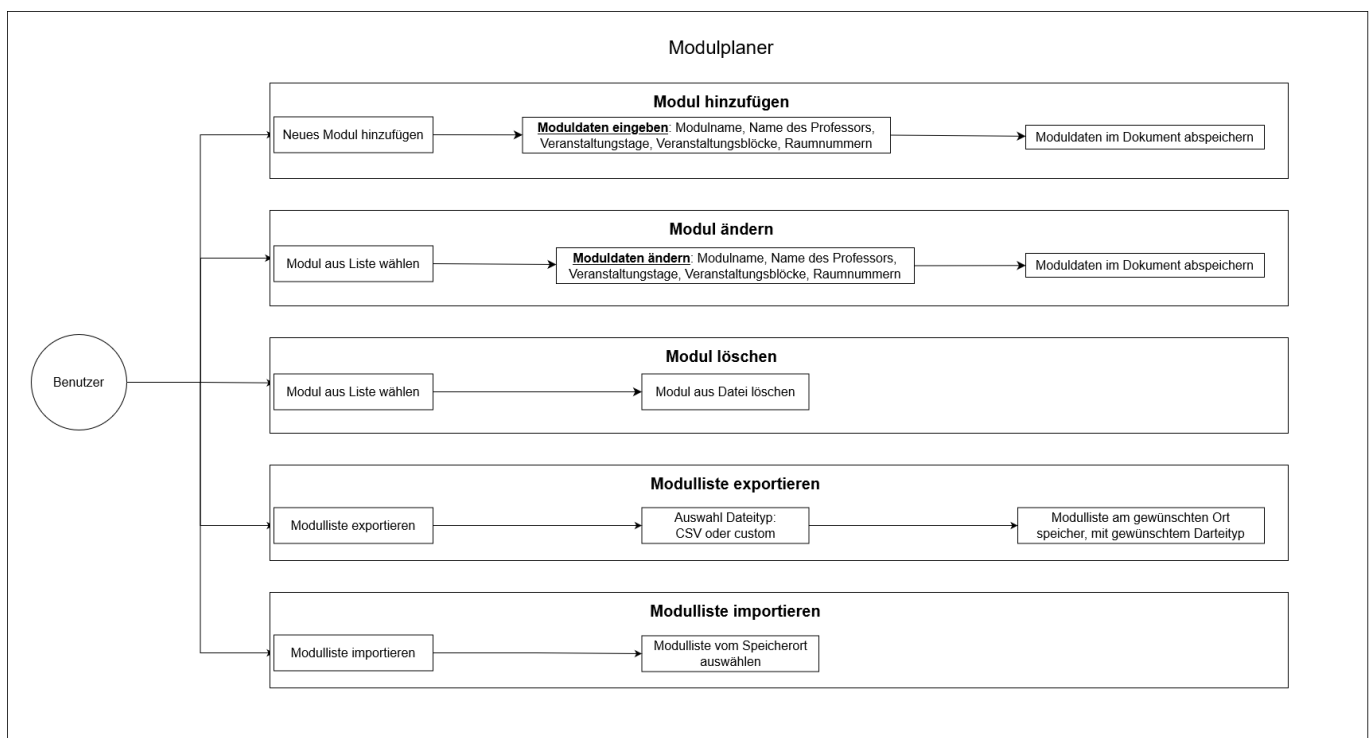 Modulplaner
Modul hinzufügen
Neues Modul hinzufügen
Moduldaten eingeben: Modulname, Name des Professors,
Veranstaltungstage, Veranstaltungsblöcke, Raumnummern
Moduldaten im Dokument abspeichern
Modul ändern
Modul aus Liste wählen
Moduldaten ändern: Modulname, Name des Professors,
Veranstaltungstage, Veranstaltungsblöcke, Raumnummern
Moduldaten im Dokument abspeichern
Benutzer
Modul löschen
Modul aus Liste wählen
Modul aus Datei löschen
Modulliste exportieren
Modulliste exportieren
Auswahl Dateityp:
CSV oder custom
Modulliste am gewünschten Ort
speicher, mit gewünschtem Darteityp
Modulliste importieren
Modulliste importieren
Modulliste vom Speicherort
auswählen